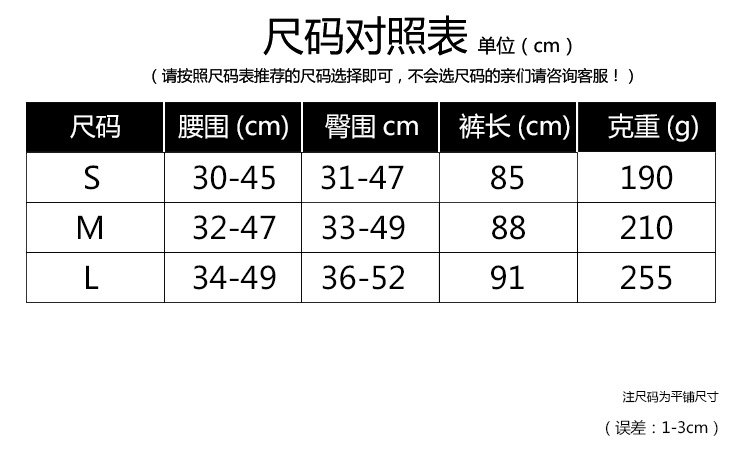 尺码对照表 单位（cm）
（请按照尺码表推荐的尺码选择即可，不会选尺码的亲们请咨询客服！）
尺码 腰围 (cm) 臀围 cm 裤长 (cm) 克重 (g)
S 30-45 31-47 85 190
M 32-47 33-49 88 210
L 34-49 36-52 91 255
注尺码为平铺尺寸
（误差：1-3cm）